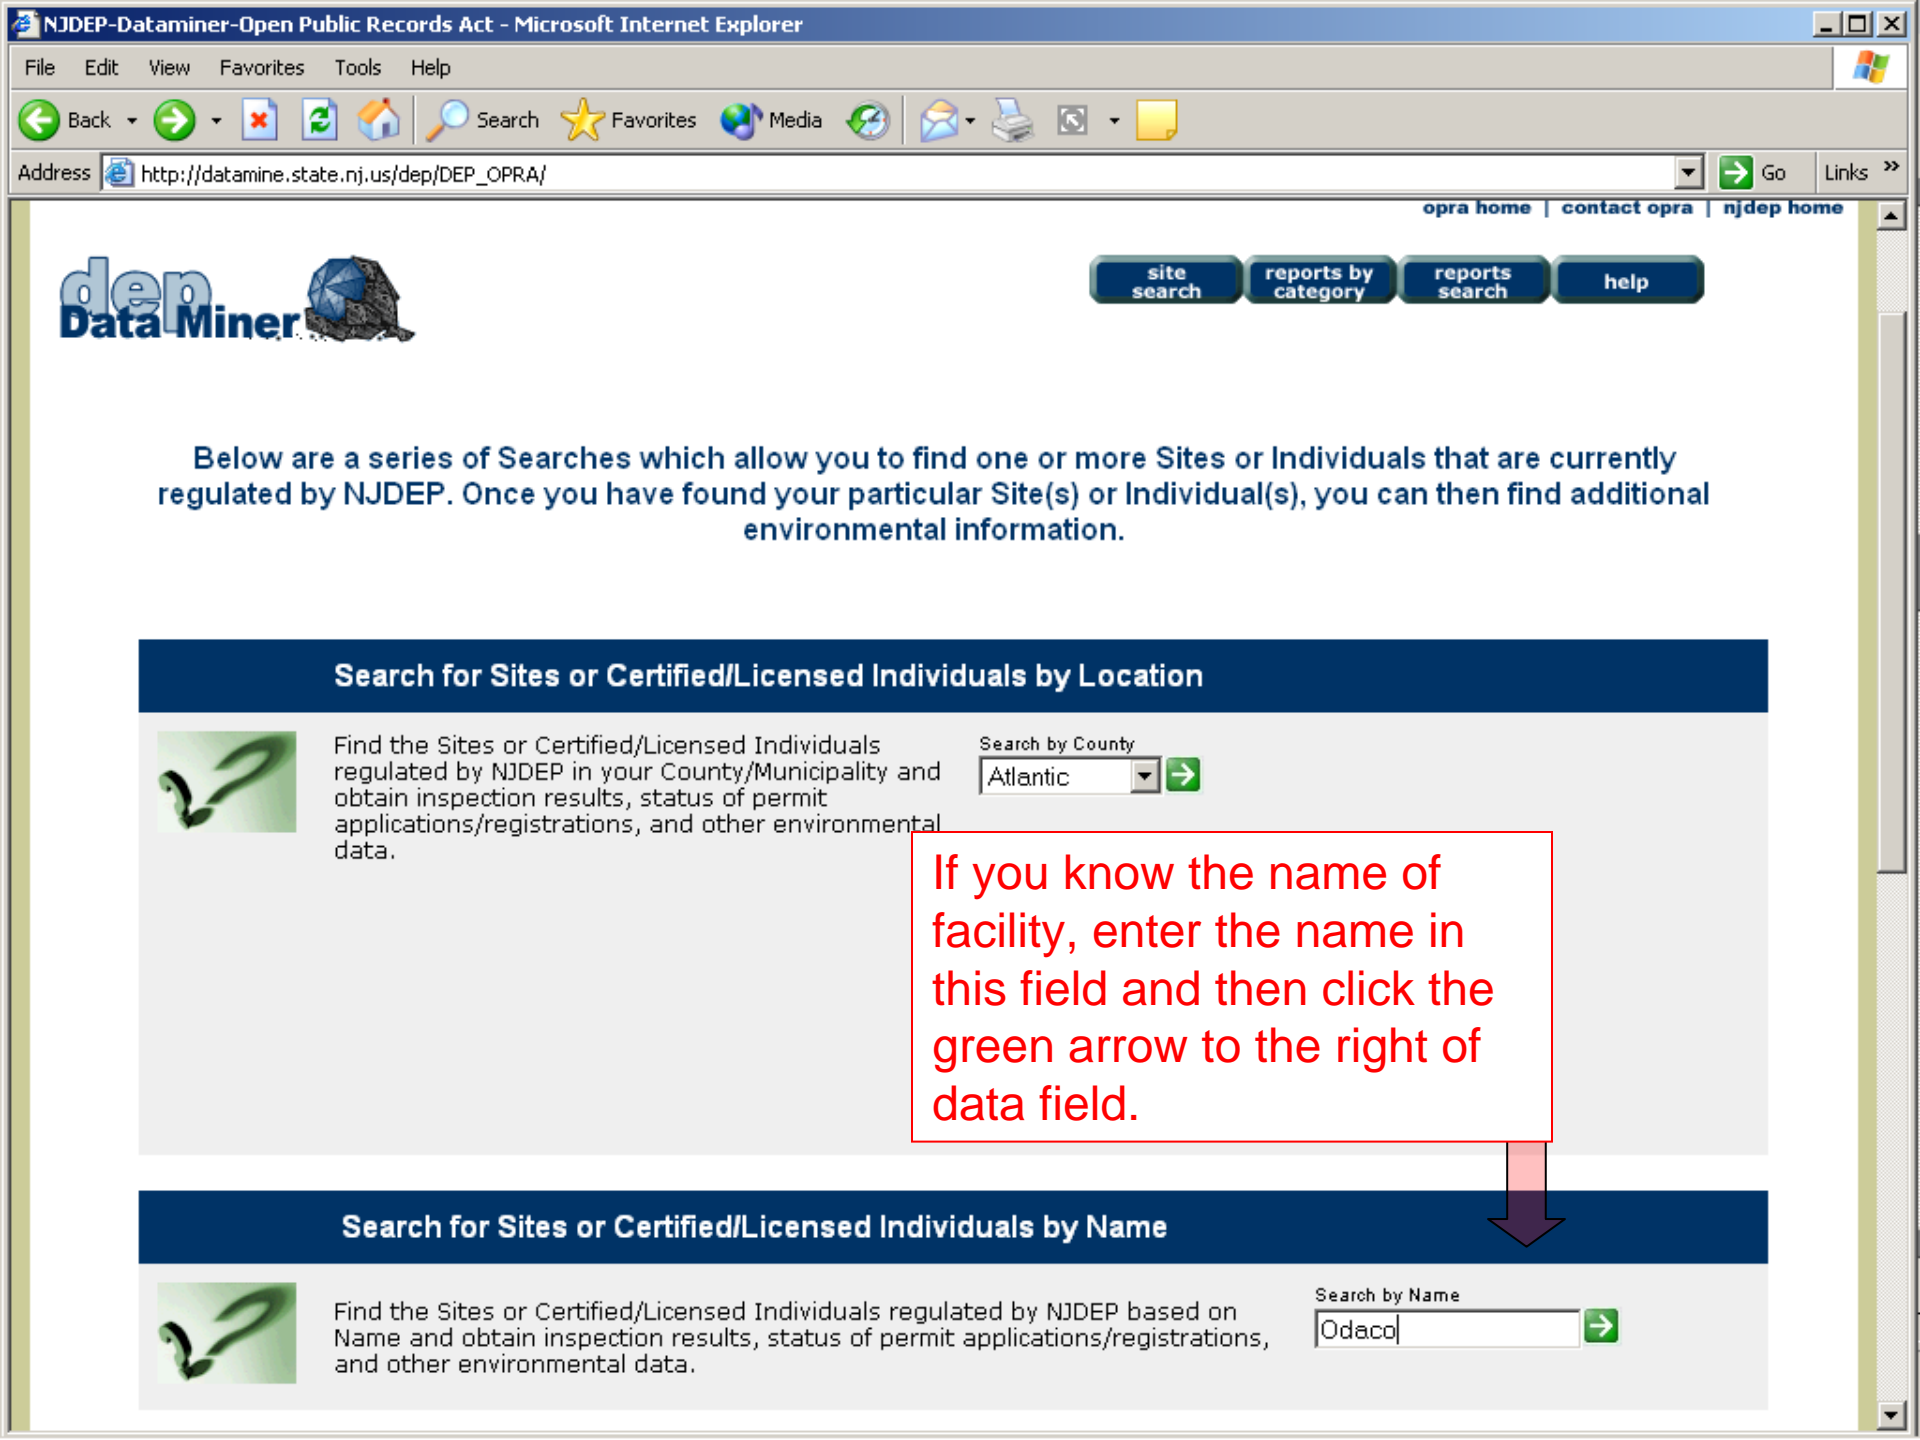 NJDEP-Dataminer-Open Public Records Act - Microsoft Internet Explorer
File Edit View Favorites Tools Help
Back Search Favorites Media
Address http://datamine.state.nj.us/dep/DEP_OPRA/ Go Links »
opra home | contact opra | njdep home
dep
Data Miner
site search
reports by category
reports search
help
Below are a series of Searches which allow you to find one or more Sites or Individuals that are currently
regulated by NJDEP. Once you have found your particular Site(s) or Individual(s), you can then find additional
environmental information.
Search for Sites or Certified/Licensed Individuals by Location
Find the Sites or Certified/Licensed Individuals
regulated by NJDEP in your County/Municipality and
obtain inspection results, status of permit
applications/registrations, and other environmental
data.
Search by County
Atlantic
If you know the name of
facility, enter the name in
this field and then click the
green arrow to the right of
data field.
Search for Sites or Certified/Licensed Individuals by Name
Find the Sites or Certified/Licensed Individuals regulated by NJDEP based on
Name and obtain inspection results, status of permit applications/registrations,
and other environmental data.
Search by Name
Odaco